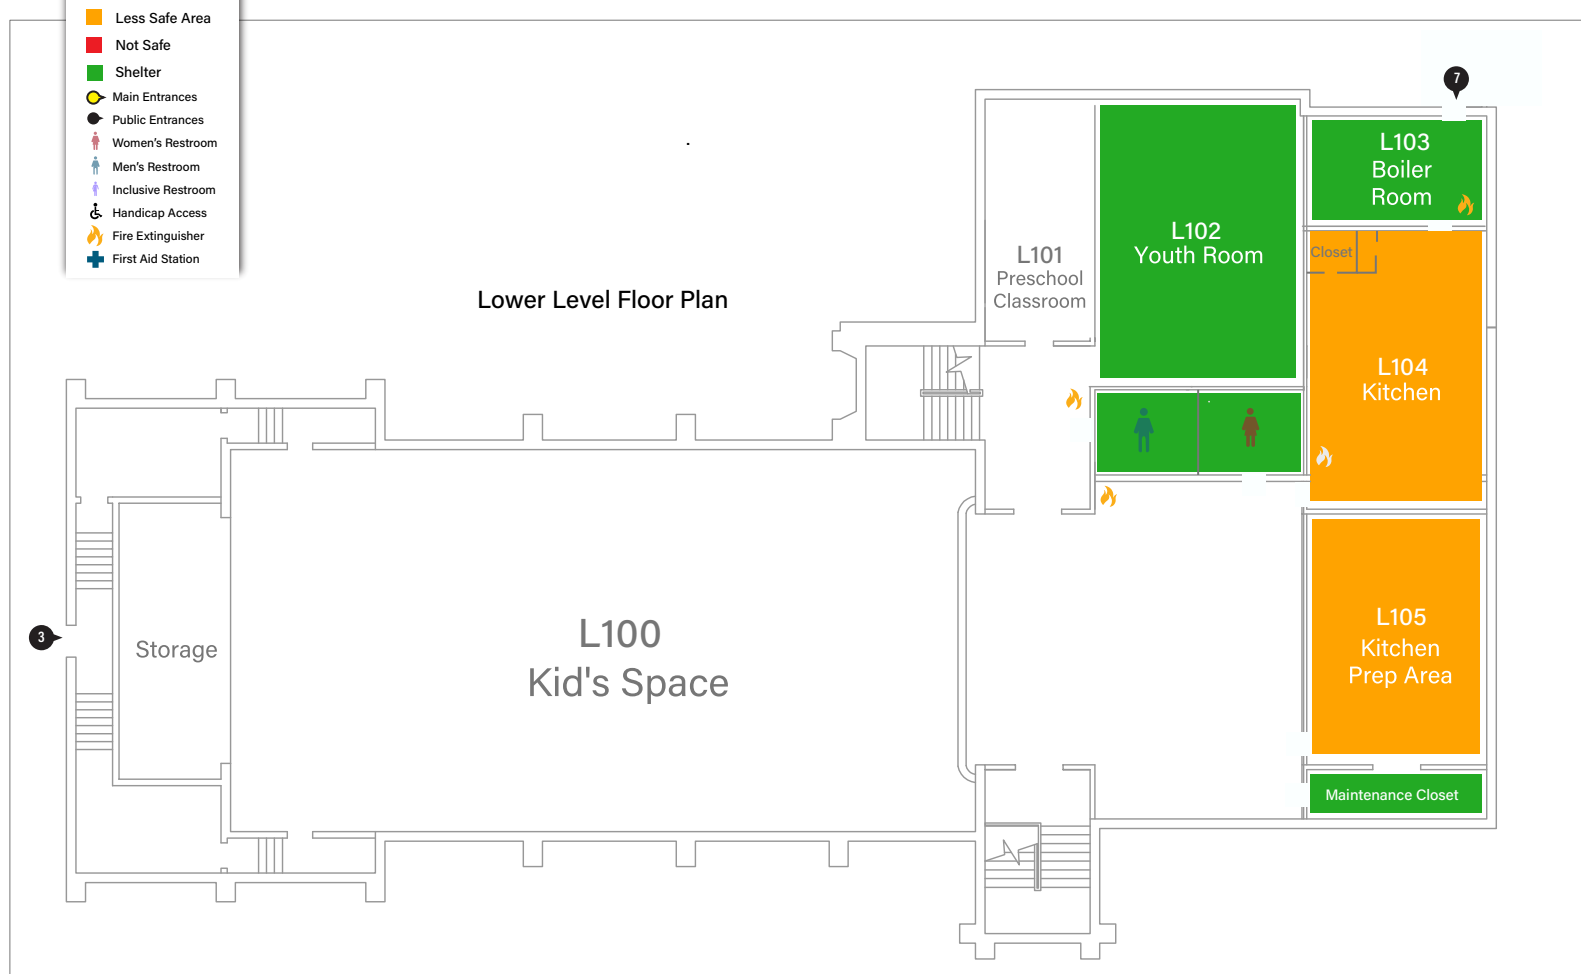 Less Safe Area
Not Safe
Shelter
Main Entrances
Public Entrances
Women's Restroom
Men's Restroom
Inclusive Restroom
Handicap Access
Fire Extinguisher
First Aid Station
Lower Level Floor Plan
7
L103
Boiler
Room
L102
Youth Room
L101
Preschool
Classroom
Closet
L104
Kitchen
3
Storage
L100
Kid's Space
L105
Kitchen
Prep Area
Maintenance Closet